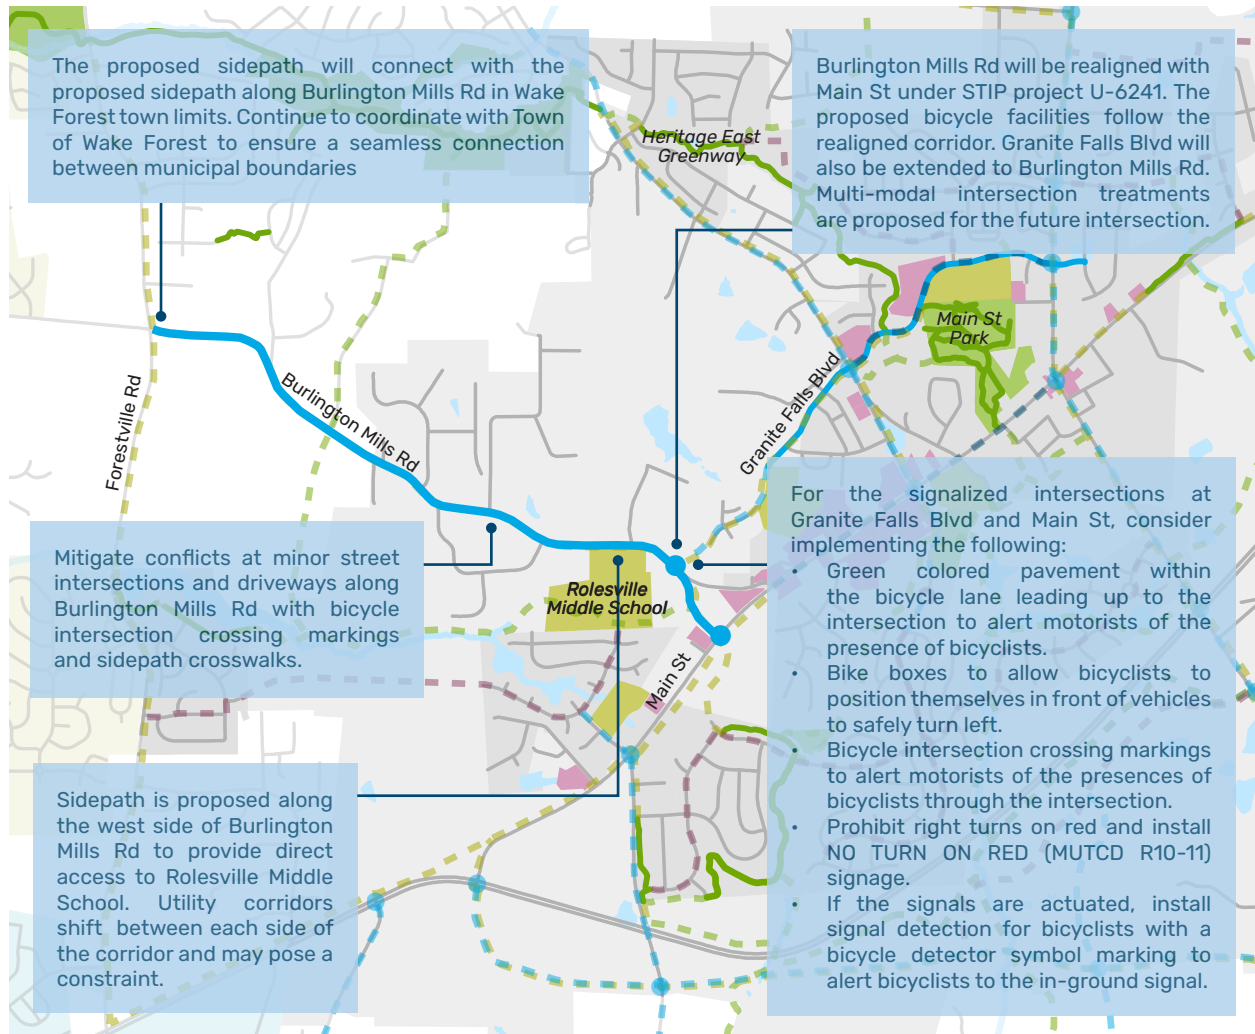 The proposed sidepath will connect with the
proposed sidepath along Burlington Mills Rd in Wake
Forest town limits. Continue to coordinate with Town
of Wake Forest to ensure a seamless connection
between municipal boundaries
Burlington Mills Rd will be realigned with
Main St under STIP project U-6241. The
proposed bicycle facilities follow the
realigned corridor. Granite Falls Blvd will
also be extended to Burlington Mills Rd.
Multi-modal intersection treatments
are proposed for the future intersection.
Heritage East
Greenway
Main St
Park
Forestville Rd
Burlington Mills Rd
Granite Falls Blvd
Rolesville
Middle School
Main St
Mitigate conflicts at minor street
intersections and driveways along
Burlington Mills Rd with bicycle
intersection crossing markings
and sidepath crosswalks.
For the signalized intersections at
Granite Falls Blvd and Main St, consider
implementing the following:
• Green colored pavement within
the bicycle lane leading up to the
intersection to alert motorists of the
presence of bicyclists.
• Bike boxes to allow bicyclists to
position themselves in front of vehicles
to safely turn left.
• Bicycle intersection crossing markings
to alert motorists of the presences of
bicyclists through the intersection.
• Prohibit right turns on red and install
NO TURN ON RED (MUTCD R10-11)
signage.
• If the signals are actuated, install
signal detection for bicyclists with a
bicycle detector symbol marking to
alert bicyclists to the in-ground signal.
Sidepath is proposed along
the west side of Burlington
Mills Rd to provide direct
access to Rolesville Middle
School. Utility corridors
shift between each side of
the corridor and may pose a
constraint.